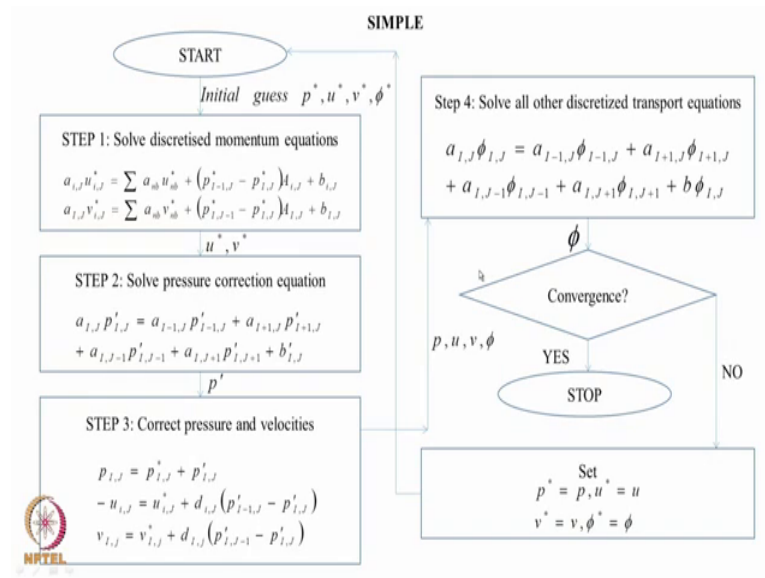 SIMPLE
START
Initial guess p*, u*, v*, ϕ*
STEP 1: Solve discretised momentum equations
a_{i,J} u*_{i,J} = ∑ a_{nb} u*_{nb} + (p*_{I-1,J} - p*_{I,J})A_{i,J} + b_{i,J}
a_{I,j} v*_{I,j} = ∑ a_{nb} v*_{nb} + (p*_{I,J-1} - p*_{I,J})A_{I,j} + b_{I,j}
u*, v*
STEP 2: Solve pressure correction equation
a_{I,J} p'_{I,J} = a_{I-1,J} p'_{I-1,J} + a_{I+1,J} p'_{I+1,J}
+ a_{I,J-1} p'_{I,J-1} + a_{I,J+1} p'_{I,J+1} + b'_{I,J}
p'
STEP 3: Correct pressure and velocities
p_{I,J} = p*_{I,J} + p'_{I,J}
- u_{i,J} = u*_{i,J} + d_{i,J}(p'_{I-1,J} - p'_{I,J})
v_{I,j} = v*_{I,j} + d_{I,j}(p'_{I,J-1} - p'_{I,J})
p, u, v, ϕ
Step 4: Solve all other discretized transport equations
a_{I,J} ϕ_{I,J} = a_{I-1,J} ϕ_{I-1,J} + a_{I+1,J} ϕ_{I+1,J}
+ a_{I,J-1} ϕ_{I,J-1} + a_{I,J+1} ϕ_{I,J+1} + bϕ_{I,J}
ϕ
Convergence?
YES
NO
STOP
Set
p* = p, u* = u
v* = v, ϕ* = ϕ
NPTEL